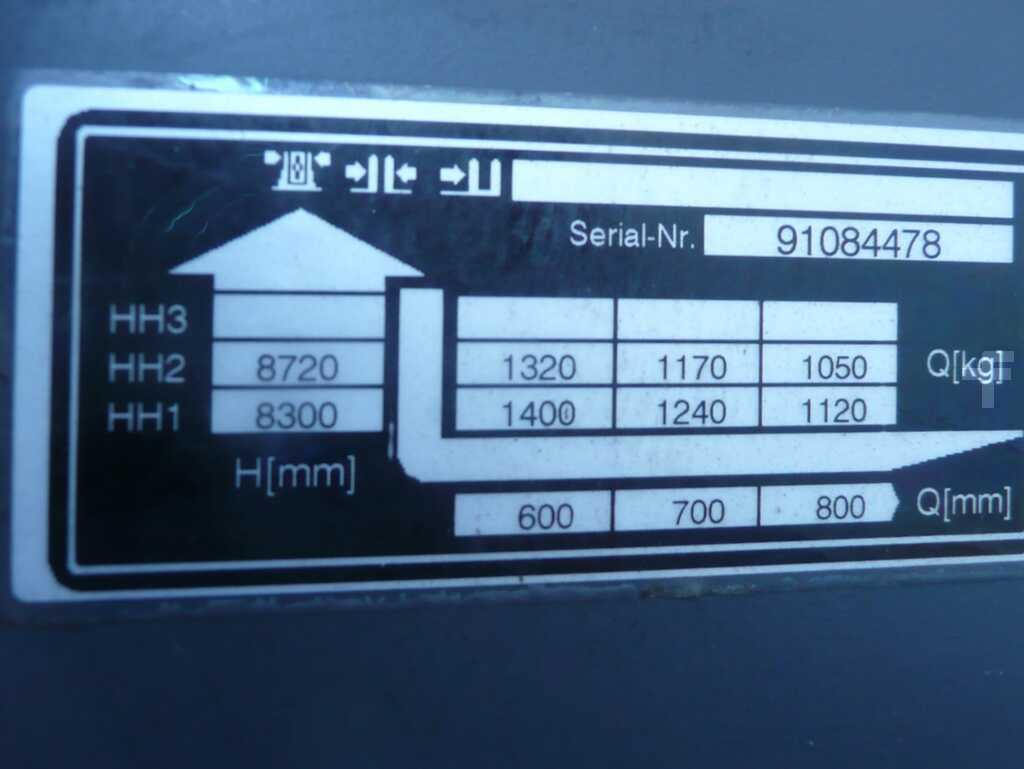 Serial-Nr. 91084478
HH3
HH2 8720 1320 1170 1050 Q[kg]
HH1 8300 1400 1240 1120
H[mm]
600 700 800 Q[mm]